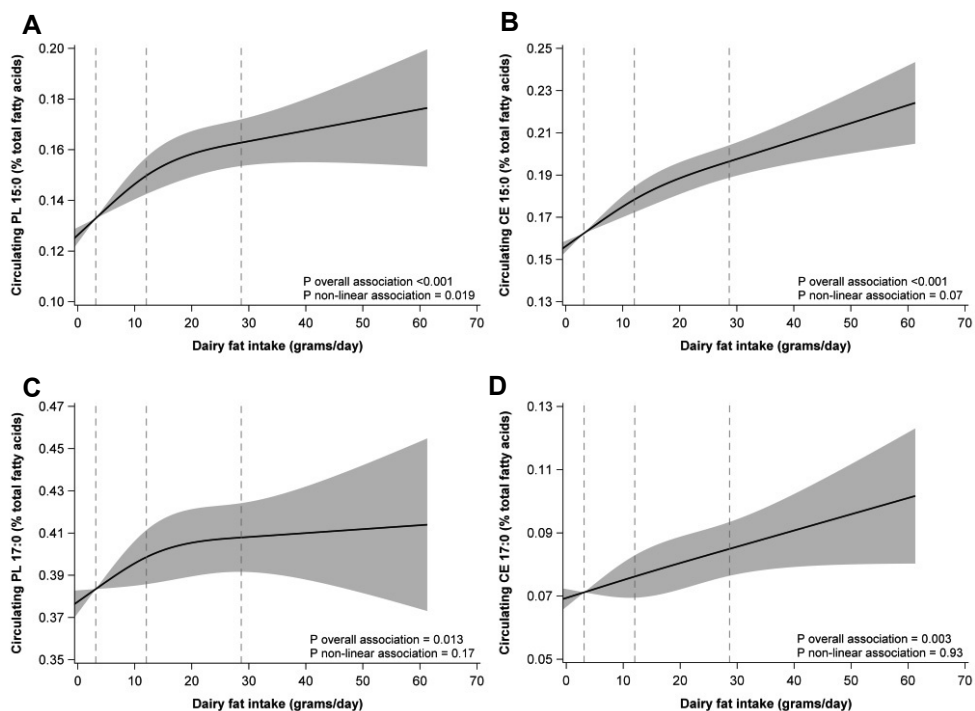 A
Circulating PL 15:0 (% total fatty acids)
0.20
0.18
0.16
0.14
0.12
0.10
P overall association <0.001
P non-linear association = 0.019
0 10 20 30 40 50 60 70
Dairy fat intake (grams/day)
B
Circulating CE 15:0 (% total fatty acids)
0.25
0.23
0.21
0.19
0.17
0.15
0.13
P overall association <0.001
P non-linear association = 0.07
0 10 20 30 40 50 60 70
Dairy fat intake (grams/day)
C
Circulating PL 17:0 (% total fatty acids)
0.47
0.45
0.43
0.41
0.39
0.37
0.35
P overall association = 0.013
P non-linear association = 0.17
0 10 20 30 40 50 60 70
Dairy fat intake (grams/day)
D
Circulating CE 17:0 (% total fatty acids)
0.13
0.11
0.09
0.07
0.05
P overall association = 0.003
P non-linear association = 0.93
0 10 20 30 40 50 60 70
Dairy fat intake (grams/day)